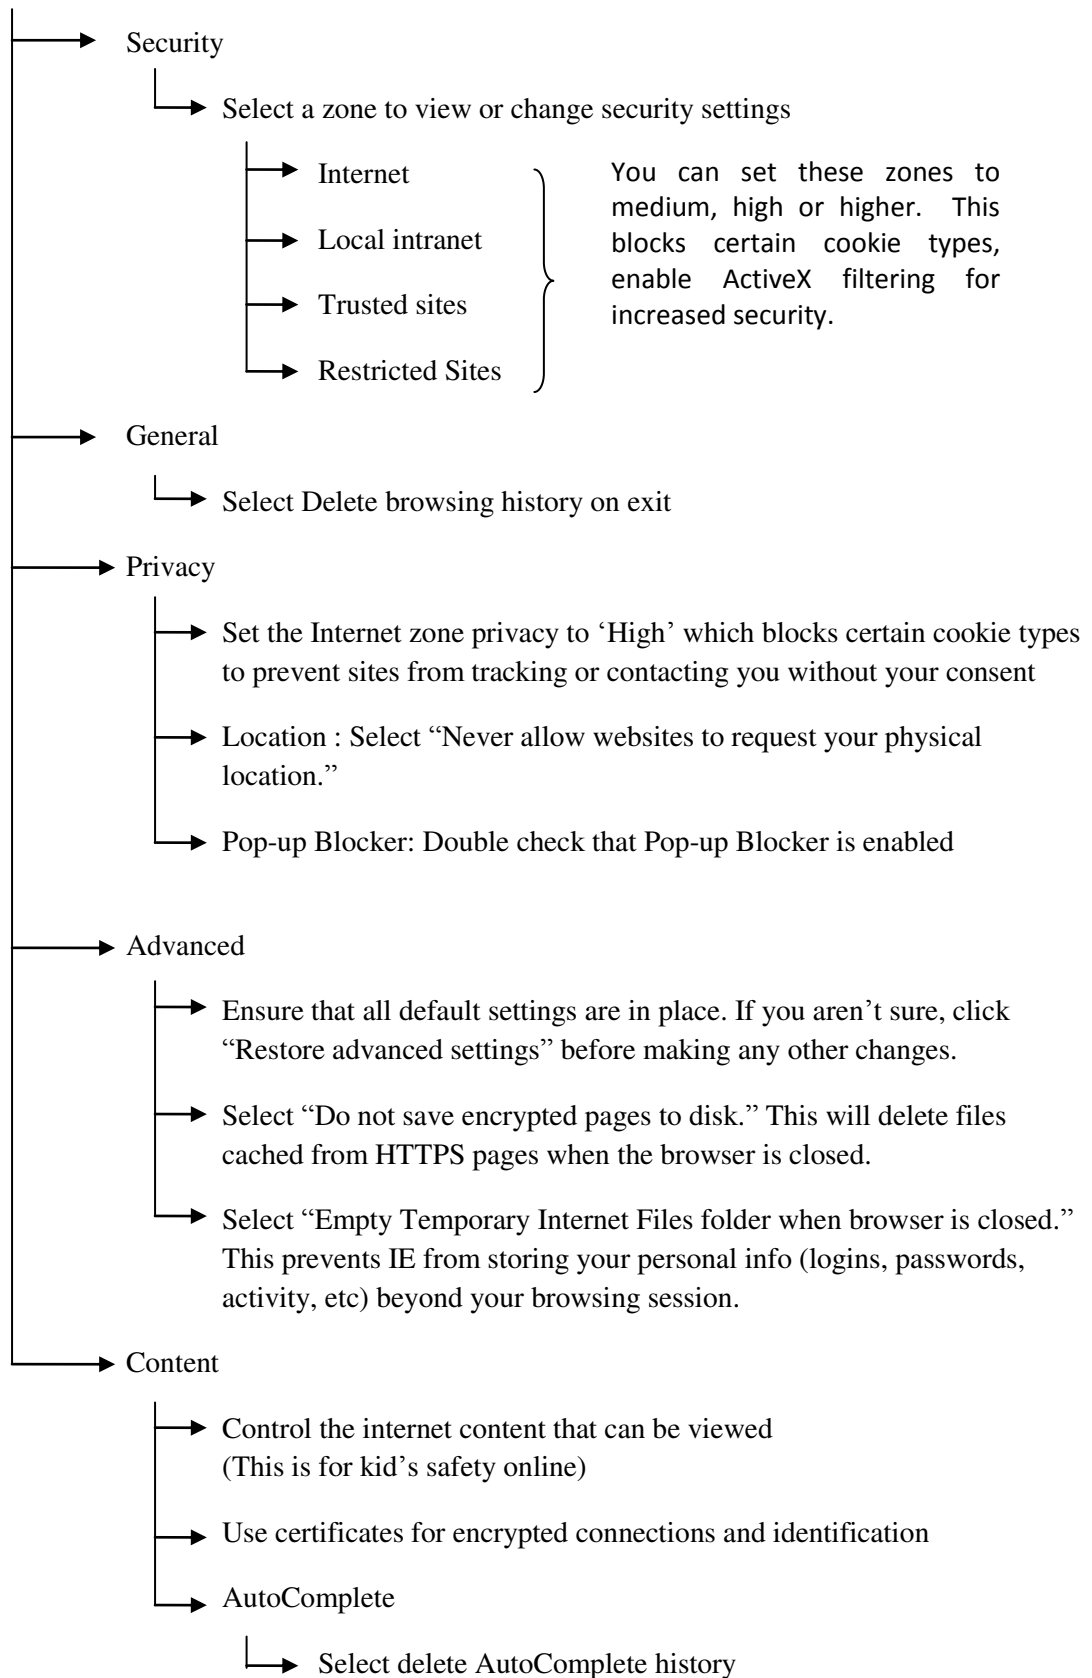 Security
Select a zone to view or change security settings
Internet
Local intranet
Trusted sites
Restricted Sites
You can set these zones to
medium, high or higher. This
blocks certain cookie types,
enable ActiveX filtering for
increased security.
General
Select Delete browsing history on exit
Privacy
Set the Internet zone privacy to ‘High’ which blocks certain cookie types
to prevent sites from tracking or contacting you without your consent
Location : Select “Never allow websites to request your physical
location.”
Pop-up Blocker: Double check that Pop-up Blocker is enabled
Advanced
Ensure that all default settings are in place. If you aren’t sure, click
“Restore advanced settings” before making any other changes.
Select “Do not save encrypted pages to disk.” This will delete files
cached from HTTPS pages when the browser is closed.
Select “Empty Temporary Internet Files folder when browser is closed.”
This prevents IE from storing your personal info (logins, passwords,
activity, etc) beyond your browsing session.
Content
Control the internet content that can be viewed
(This is for kid’s safety online)
Use certificates for encrypted connections and identification
AutoComplete
Select delete AutoComplete history